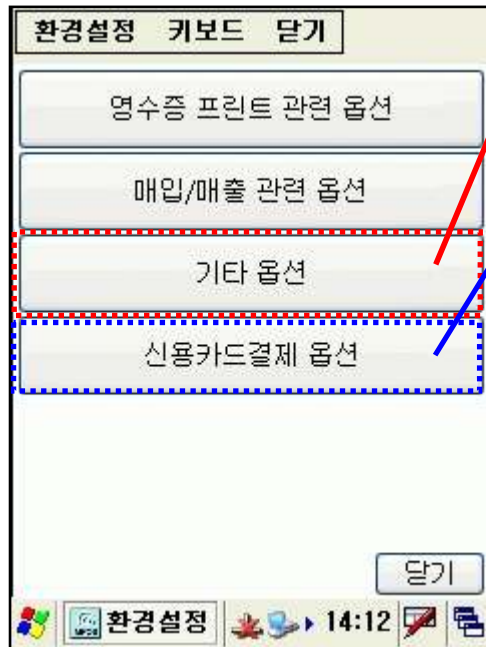 환경설정 키보드 닫기
영수증 프린트 관련 옵션
매입/매출 관련 옵션
기타 옵션
신용카드결제 옵션
닫기
환경설정 14:12